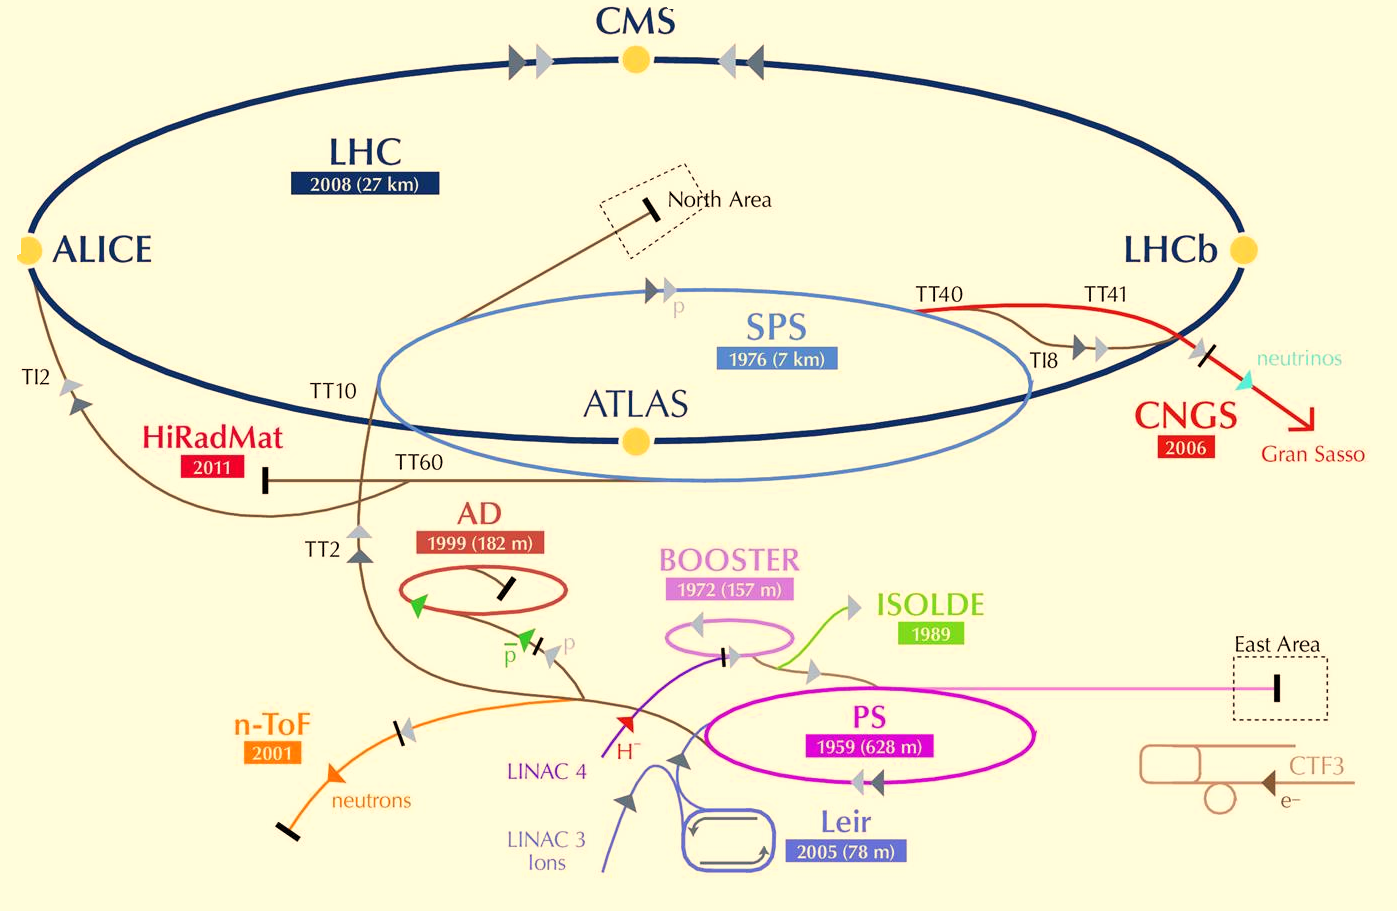 CMS
LHC
2008 (27 km)
North Area
ALICE
LHCb
TT40
TT41
p
SPS
1976 (7 km)
TI8
neutrinos
TI2
TT10
ATLAS
CNGS
2006
Gran Sasso
HiRadMat
2011
TT60
AD
1999 (182 m)
TT2
BOOSTER
1972 (157 m)
ISOLDE
1989
p̅
p
East Area
n-ToF
2001
neutrons
H⁻
PS
1959 (628 m)
LINAC 4
CTF3
e–
LINAC 3
Ions
Leir
2005 (78 m)